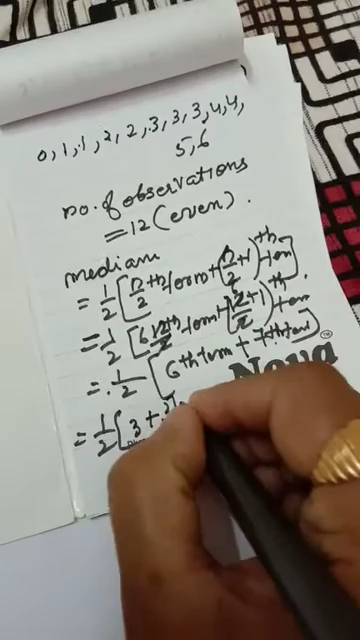 0, 1, 1, 2, 2, 3, 3, 3, 4, 4,
5, 6
no. of observations
= 12 (even).
median
= 1/2 [n/2 th term + (n/2 + 1)th term]
= 1/2 [12/2 th term + (12/2 + 1)th term]
= 1/2 [6th term + 7th term]
Nova
= 1/2 [3 + 3]